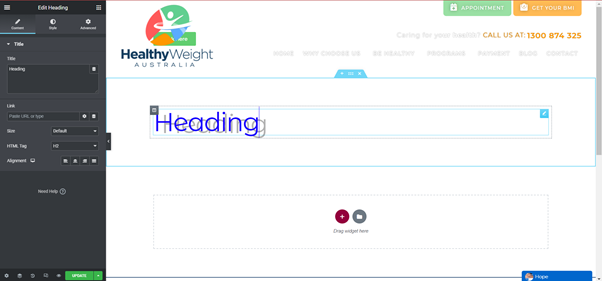 Edit Heading
Content Style Advanced
Title
Title
Heading
Link
Paste URL or type
Size Default
HTML Tag H2
Alignment
Need Help
UPDATE
APPOINTMENT
GET YOUR BMI
Caring for your health? CALL US AT: 1300 874 325
HealthyWeight
AUSTRALIA
HOME WHY CHOOSE US BE HEALTHY PROGRAMS PAYMENT BLOG CONTACT
Heading
Drag widget here
Hope